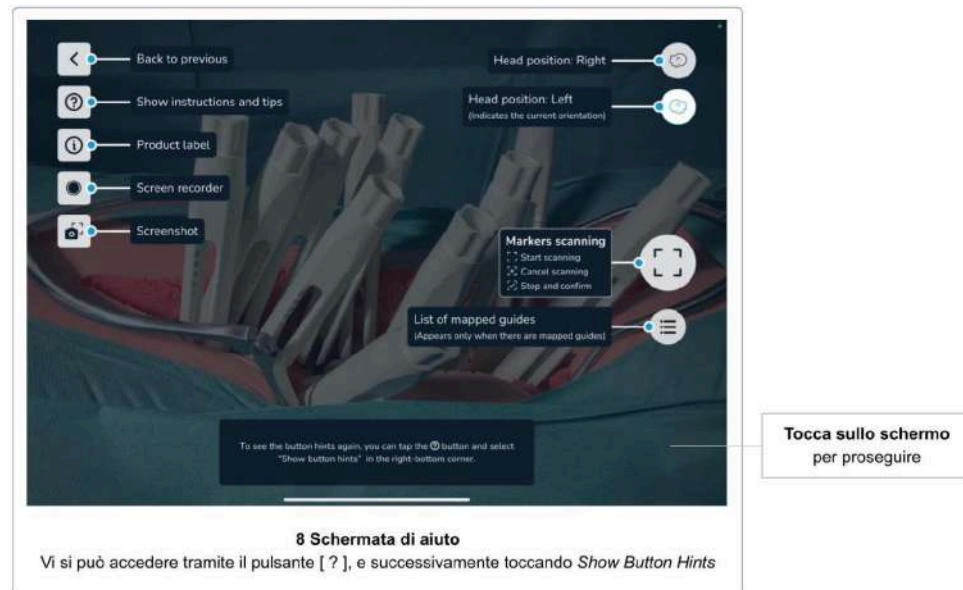 Back to previous
Show instructions and tips
Product label
Screen recorder
Screenshot
Head position: Right
Head position: Left
(Indicates the current orientation)
Markers scanning
Start scanning
Cancel scanning
Stop and confirm
List of mapped guides
(Appears only when there are mapped guides)
To see the button hints again, you can tap the ? button and select
"Show button hints" in the right-bottom corner.
Tocca sullo schermo
per proseguire
8 Schermata di aiuto
Vi si può accedere tramite il pulsante [ ? ], e successivamente toccando Show Button Hints